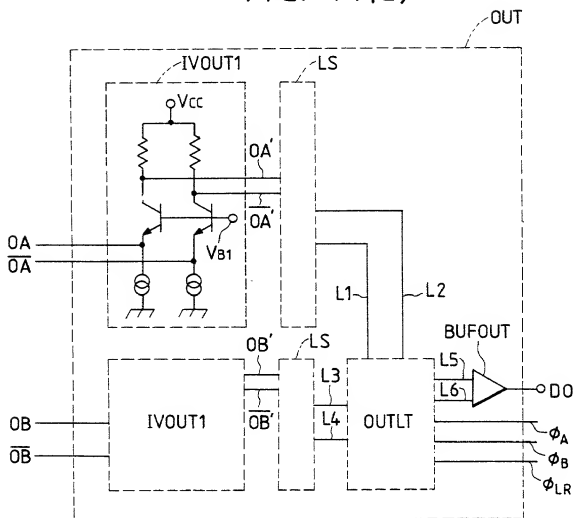 OUT
IVOUT1
LS
VCC
OA'
OA'
VB1
OA
OA
L1
L2
LS
BUFOUT
OB'
OB'
L3
L4
L5
L6
DO
IVOUT1
OUTLT
OB
OB
ϕA
ϕB
ϕLR